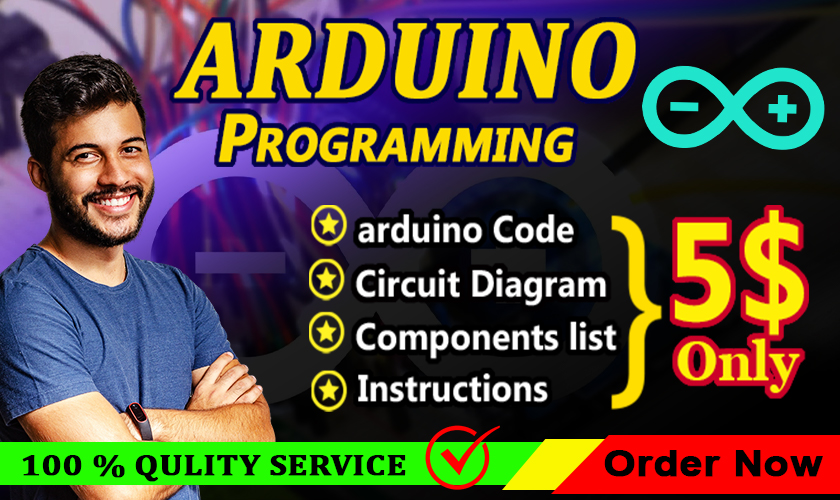 ARDUINO
PROGRAMMING
arduino Code
Circuit Diagram
Components list
Instructions
5$
Only
100 % QULITY SERVICE
Order Now